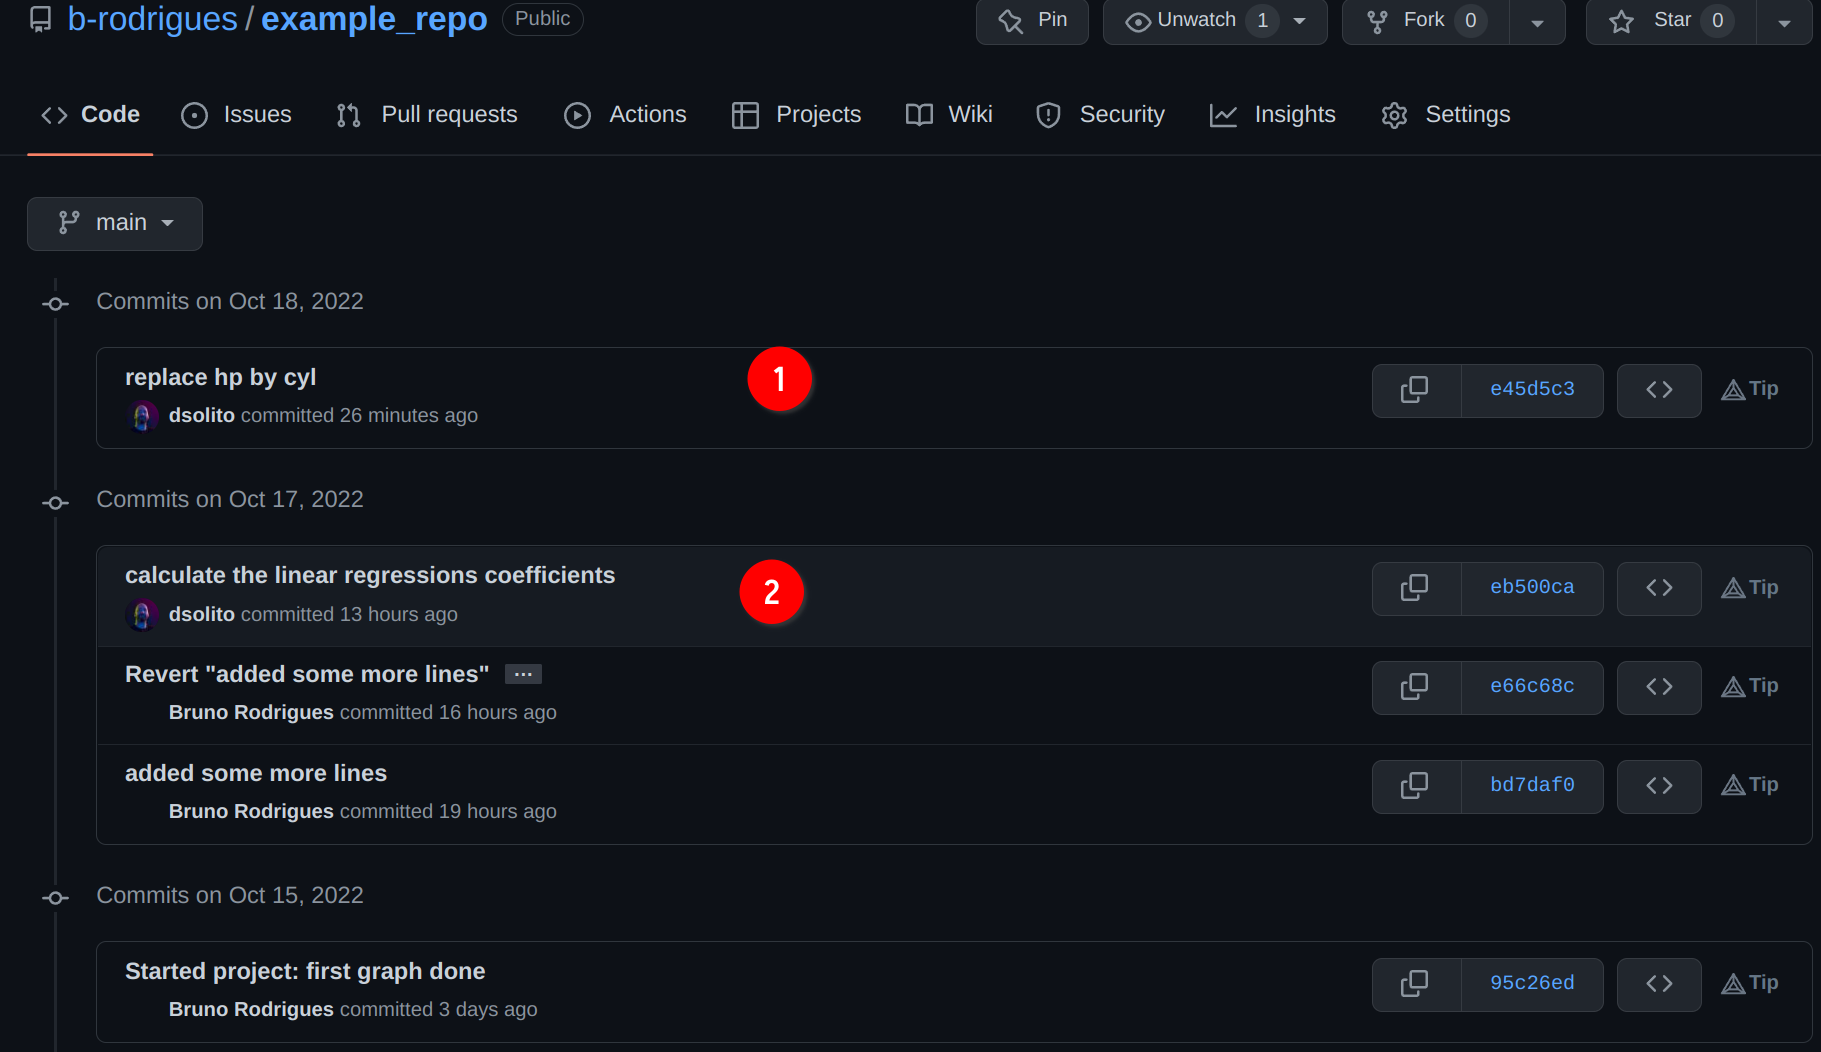 b-rodrigues / example_repo Public Pin Unwatch 1 Fork 0 Star 0
Code Issues Pull requests Actions Projects Wiki Security Insights Settings
main
Commits on Oct 18, 2022
replace hp by cyl 1 e45d5c3 Tip
dsolito committed 26 minutes ago
Commits on Oct 17, 2022
calculate the linear regressions coefficients 2 eb500ca Tip
dsolito committed 13 hours ago
Revert "added some more lines" ... e66c68c Tip
Bruno Rodrigues committed 16 hours ago
added some more lines bd7daf0 Tip
Bruno Rodrigues committed 19 hours ago
Commits on Oct 15, 2022
Started project: first graph done 95c26ed Tip
Bruno Rodrigues committed 3 days ago